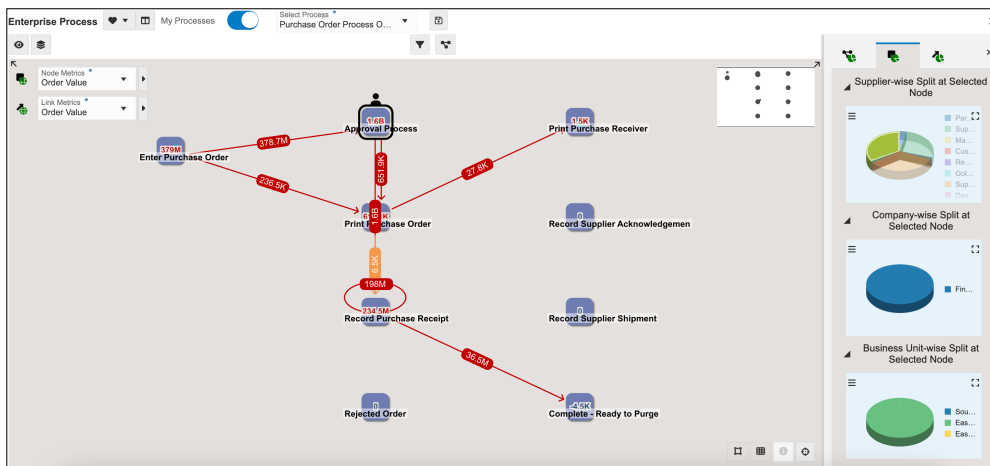 Enterprise Process
My Processes
Select Process *
Purchase Order Process O...
Node Metrics *
Order Value
Link Metrics *
Order Value
1.6B
Approval Process
1.5K
Print Purchase Receiver
379M
Enter Purchase Order
378.7M
236.5K
651.9K
1.6B
27.8K
Print Purchase Order
0
Record Supplier Acknowledgemen
6.5K
198M
234.5M
Record Purchase Receipt
0
Record Supplier Shipment
36.5M
0
Rejected Order
-4.5K
Complete - Ready to Purge
Supplier-wise Split at Selected
Node
Par...
Sup...
Ma...
Cus...
Re...
Gol...
Sup...
Des...
Company-wise Split at
Selected Node
Fin...
Business Unit-wise Split at
Selected Node
Sou...
Eas...
Eas...